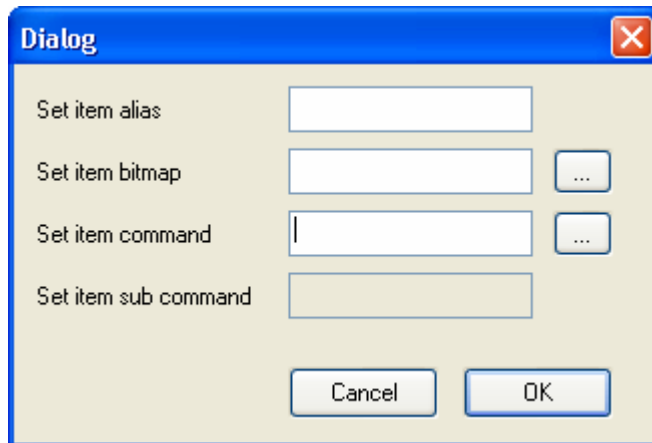 Dialog
Set item alias
Set item bitmap ...
Set item command ...
Set item sub command
Cancel OK